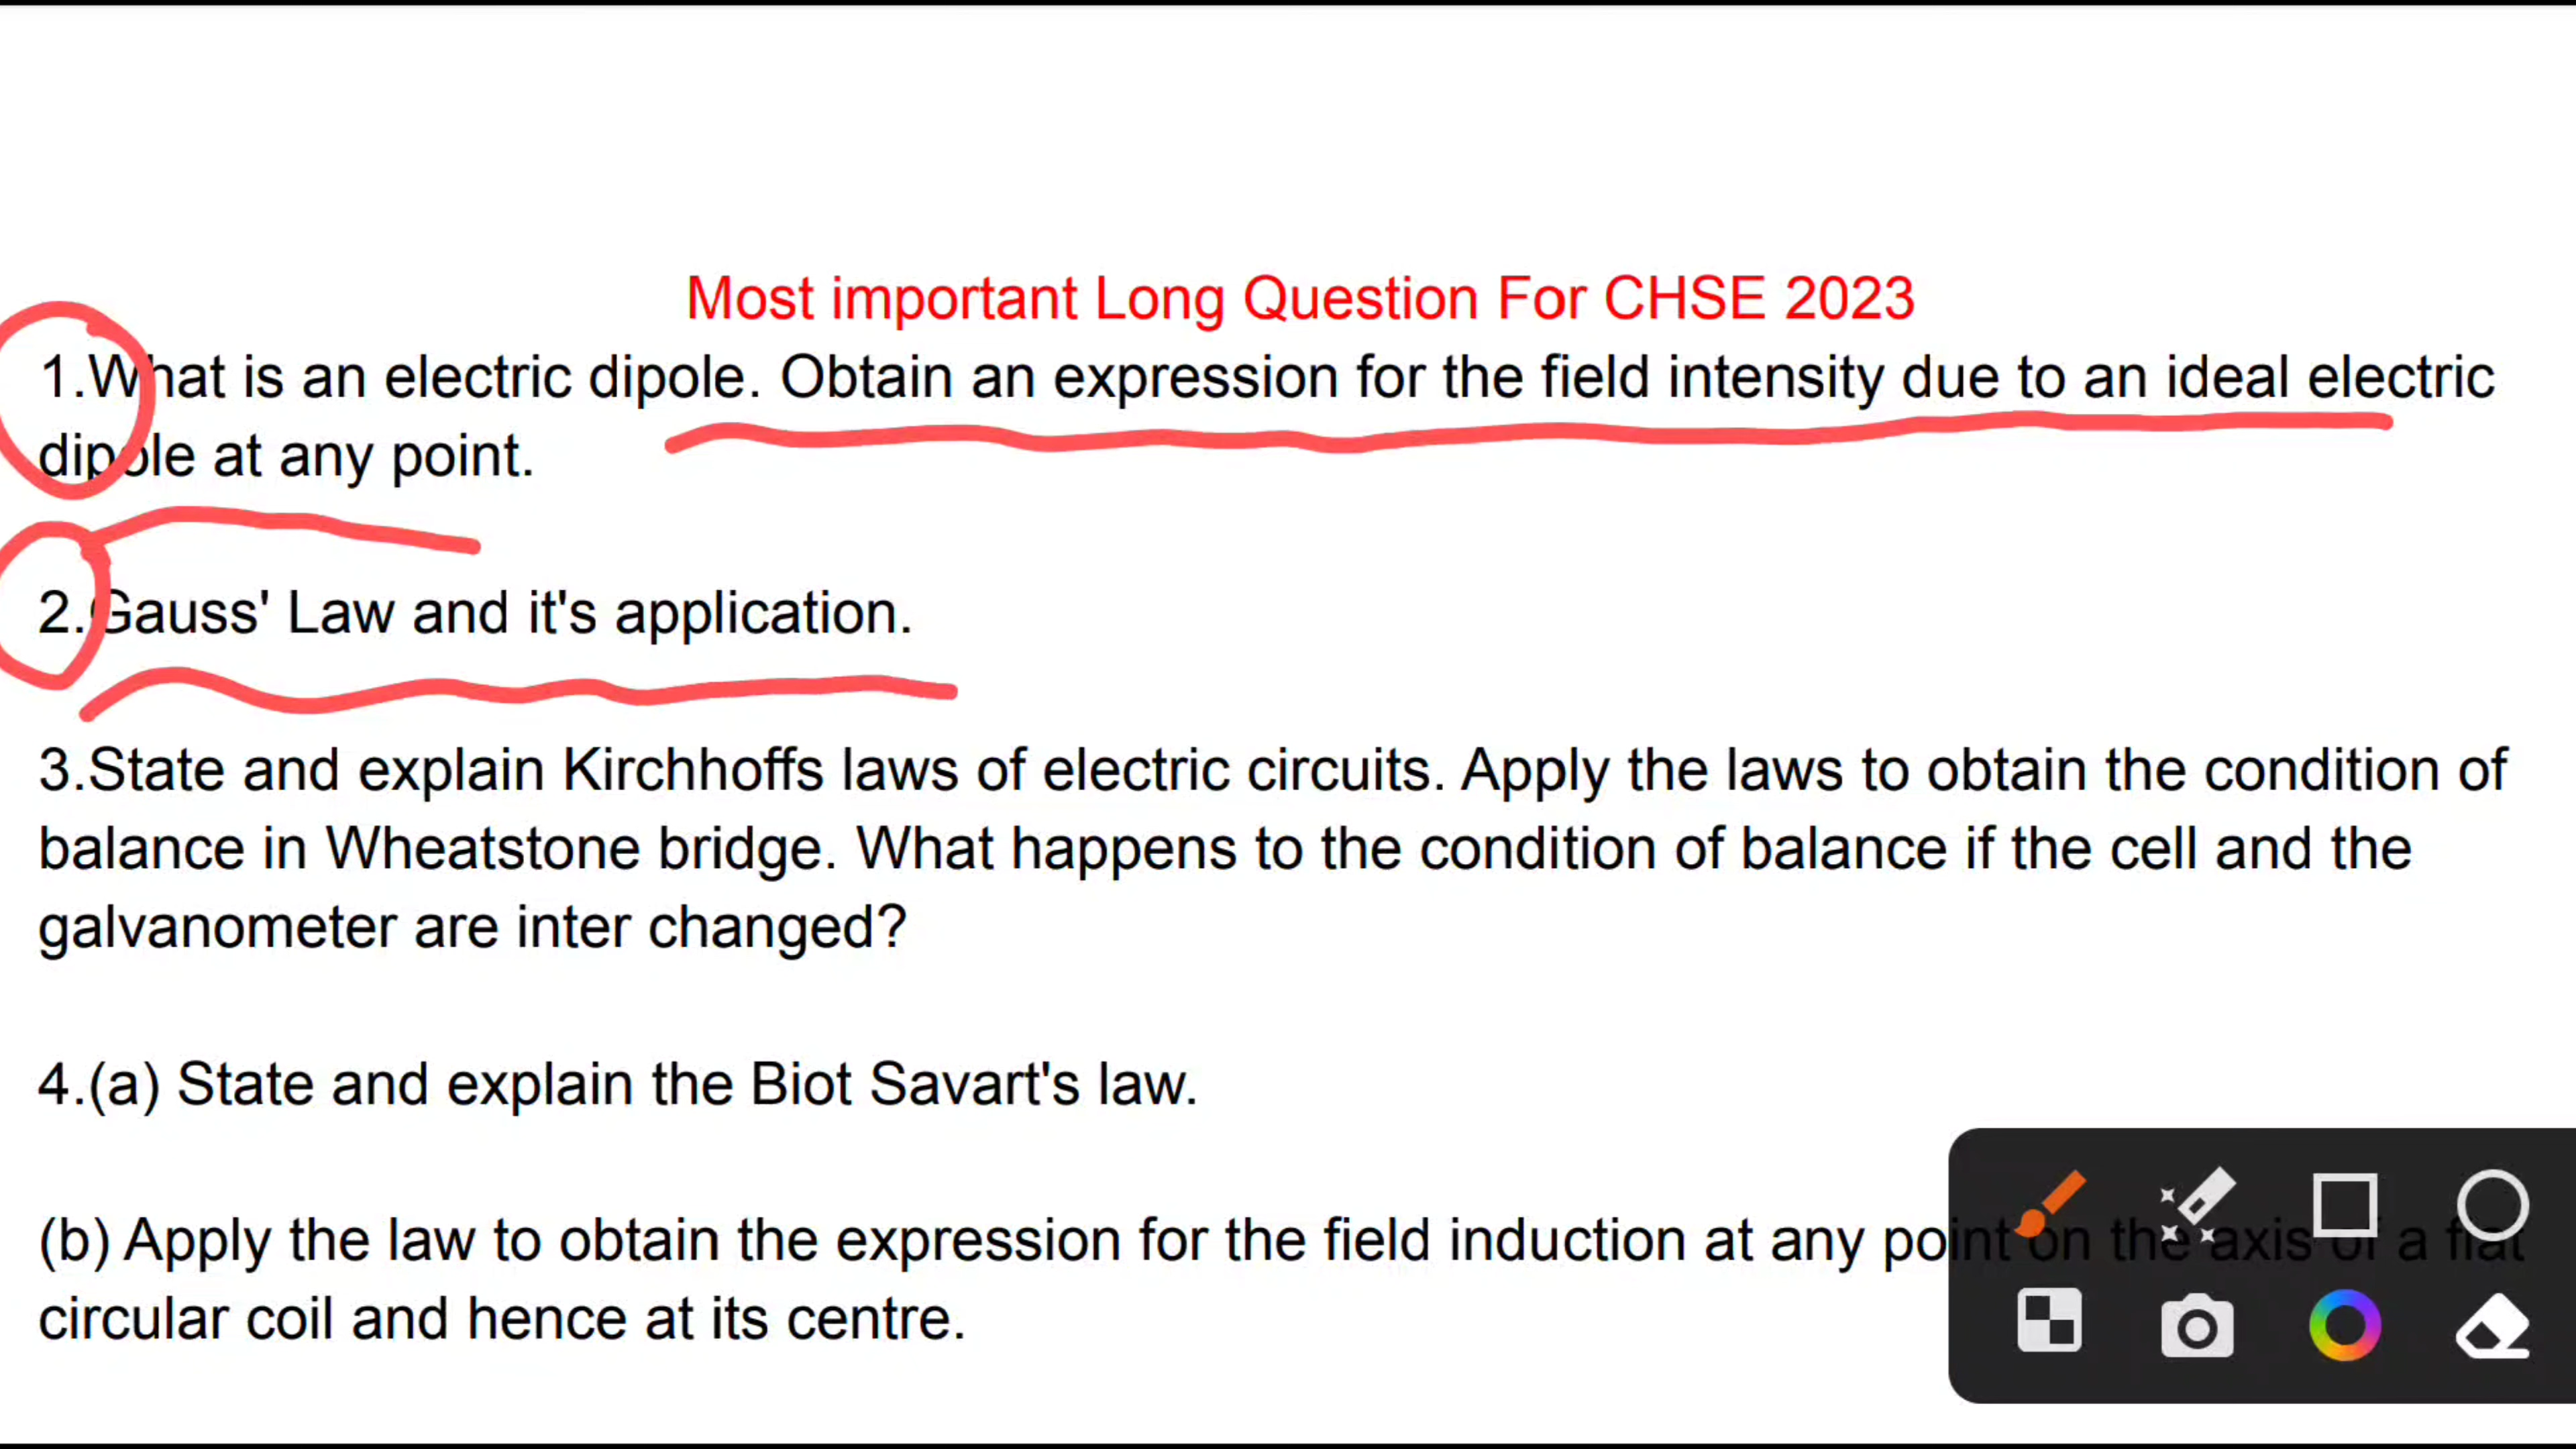 Most important Long Question For CHSE 2023
1.What is an electric dipole. Obtain an expression for the field intensity due to an ideal electric
dipole at any point.
2.Gauss' Law and it's application.
3.State and explain Kirchhoffs laws of electric circuits. Apply the laws to obtain the condition of
balance in Wheatstone bridge. What happens to the condition of balance if the cell and the
galvanometer are inter changed?
4.(a) State and explain the Biot Savart's law.
(b) Apply the law to obtain the expression for the field induction at any point on the axis of a flat
circular coil and hence at its centre.